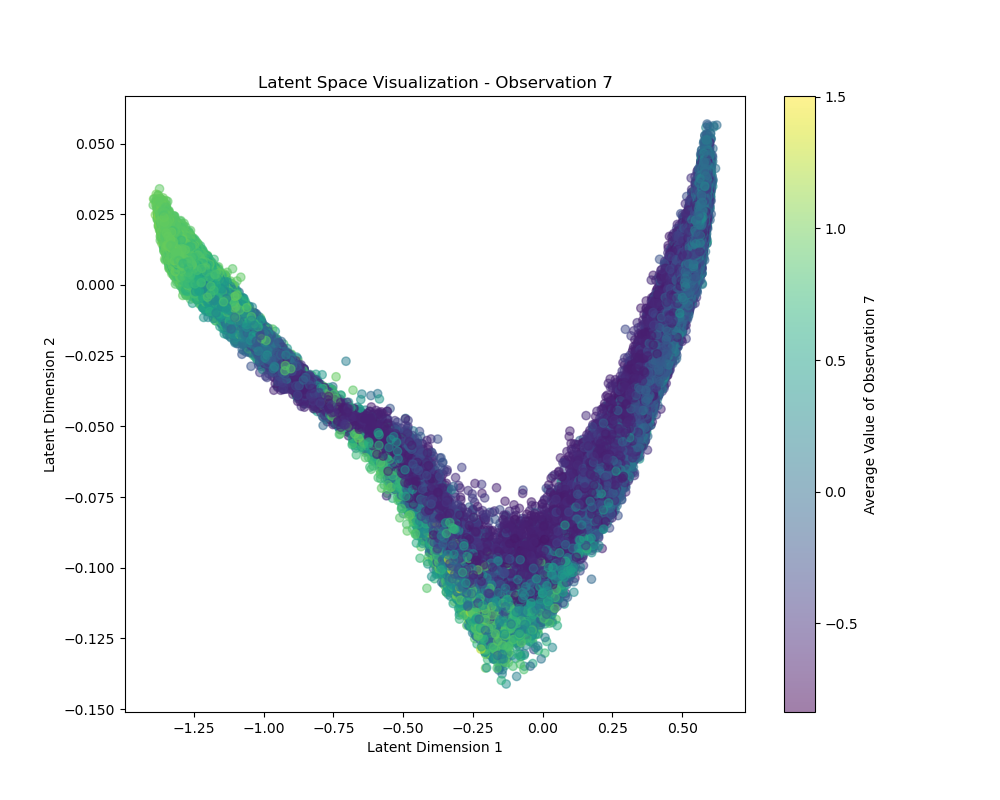 Latent Space Visualization - Observation 7
0.050
0.025
0.000
−0.025
−0.050
−0.075
−0.100
−0.125
−0.150
Latent Dimension 2
−1.25 −1.00 −0.75 −0.50 −0.25 0.00 0.25 0.50
Latent Dimension 1
1.5
1.0
0.5
0.0
−0.5
Average Value of Observation 7